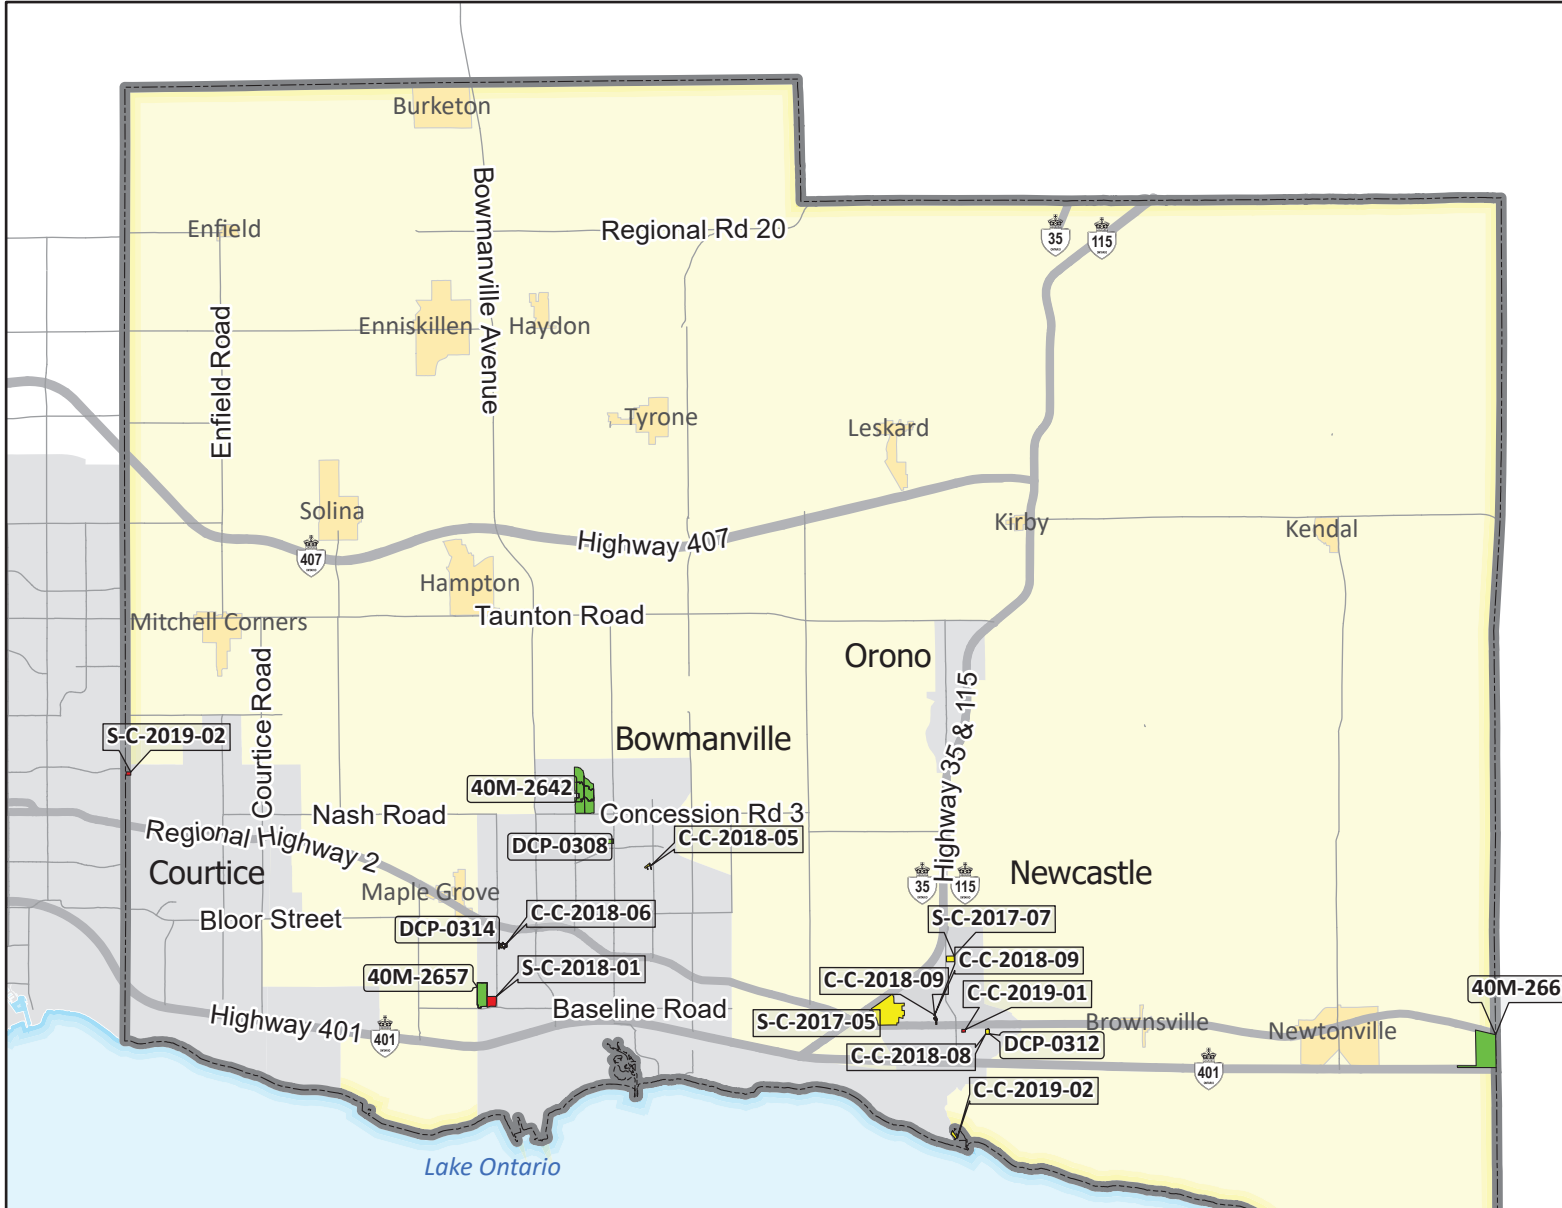 Burketon
Enfield
Regional Rd 20
35
115
Bowmanville Avenue
Enfield Road
Enniskillen
Haydon
Tyrone
Leskard
Solina
Highway 407
Kirby
Kendal
407
Hampton
Mitchell Corners
Taunton Road
Orono
Courtice Road
Highway 35 & 115
S-C-2019-02
Bowmanville
40M-2642
Nash Road
Concession Rd 3
Regional Highway 2
DCP-0308
C-C-2018-05
Courtice
Newcastle
35
115
Maple Grove
Bloor Street
C-C-2018-06
DCP-0314
S-C-2017-07
C-C-2018-09
40M-2657
S-C-2018-01
C-C-2018-09
C-C-2019-01
40M-266
Baseline Road
S-C-2017-05
Brownsville
Newtonville
Highway 401
401
C-C-2018-08
DCP-0312
401
C-C-2019-02
Lake Ontario